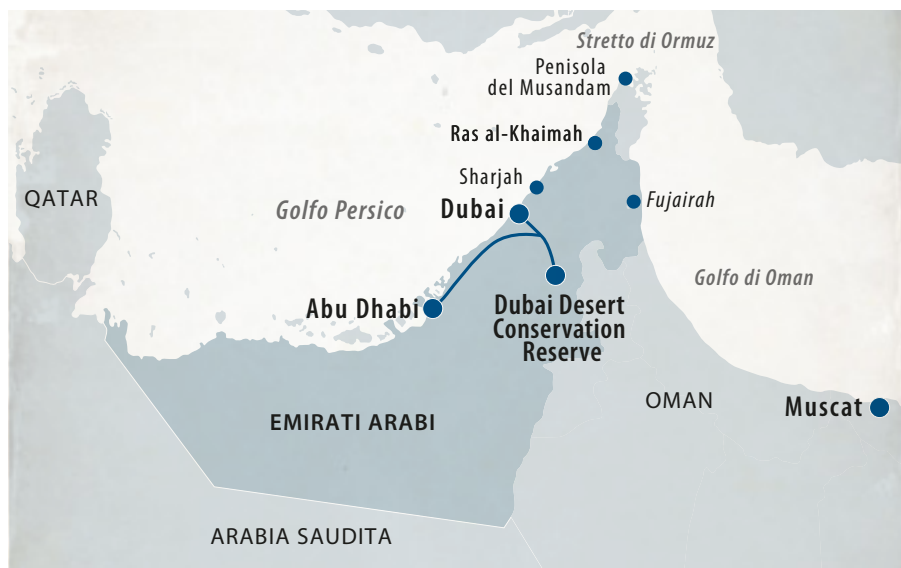 Stretto di Ormuz
Penisola
del Musandam
Ras al-Khaimah
Sharjah
QATAR
Golfo Persico
Dubai
Fujairah
Golfo di Oman
Abu Dhabi
Dubai Desert
Conservation
Reserve
OMAN
Muscat
EMIRATI ARABI
ARABIA SAUDITA